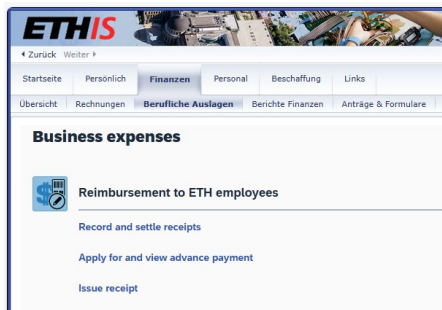 ETHIS
Zurück Weiter
Startseite Persönlich Finanzen Personal Beschaffung Links
Übersicht Rechnungen Berufliche Auslagen Berichte Finanzen Anträge & Formulare
Business expenses
Reimbursement to ETH employees
Record and settle receipts
Apply for and view advance payment
Issue receipt